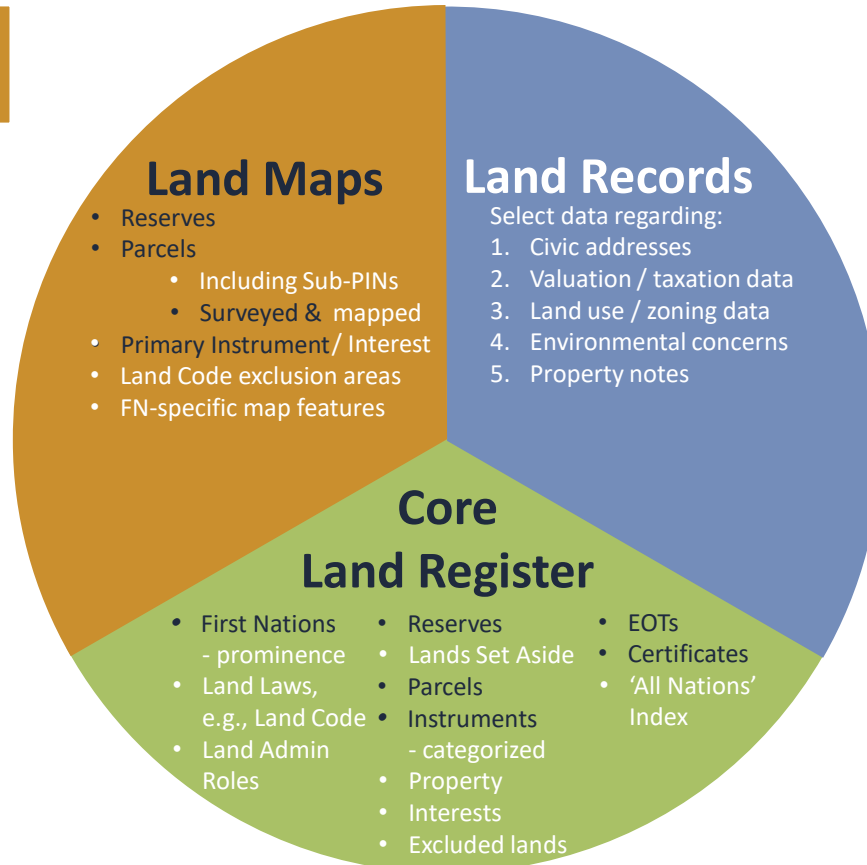 Land Maps
• Reserves
• Parcels
• Including Sub-PINs
• Surveyed & mapped
• Primary Instrument/ Interest
• Land Code exclusion areas
• FN-specific map features
Land Records
Select data regarding:
1. Civic addresses
2. Valuation / taxation data
3. Land use / zoning data
4. Environmental concerns
5. Property notes
Core
Land Register
• First Nations
- prominence
• Land Laws,
e.g., Land Code
• Land Admin
Roles
• Reserves
• Lands Set Aside
• Parcels
• Instruments
- categorized
• Property
• Interests
• Excluded lands
• EOTs
• Certificates
• ‘All Nations’
Index